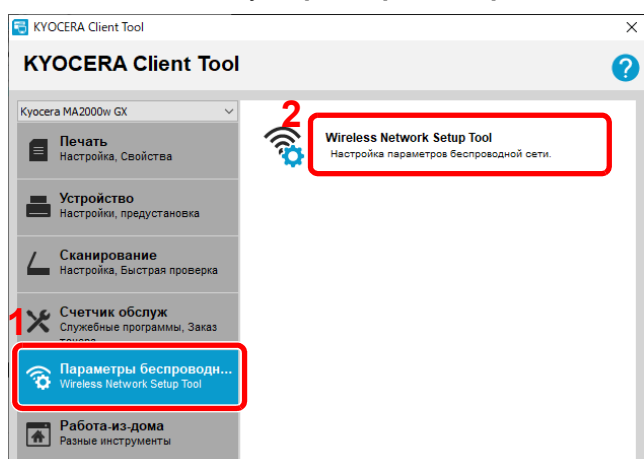 KYOCERA Client Tool
KYOCERA Client Tool
?
Kyocera MA2000w GX
Печать
Настройка, Свойства
Устройство
Настройки, предустановка
Сканирование
Настройка, Быстрая проверка
1
Счетчик обслуж
Служебные программы, Заказ
тонера
Параметры беспроводн...
Wireless Network Setup Tool
Работа-из-дома
Разные инструменты
2
Wireless Network Setup Tool
Настройка параметров беспроводной сети.